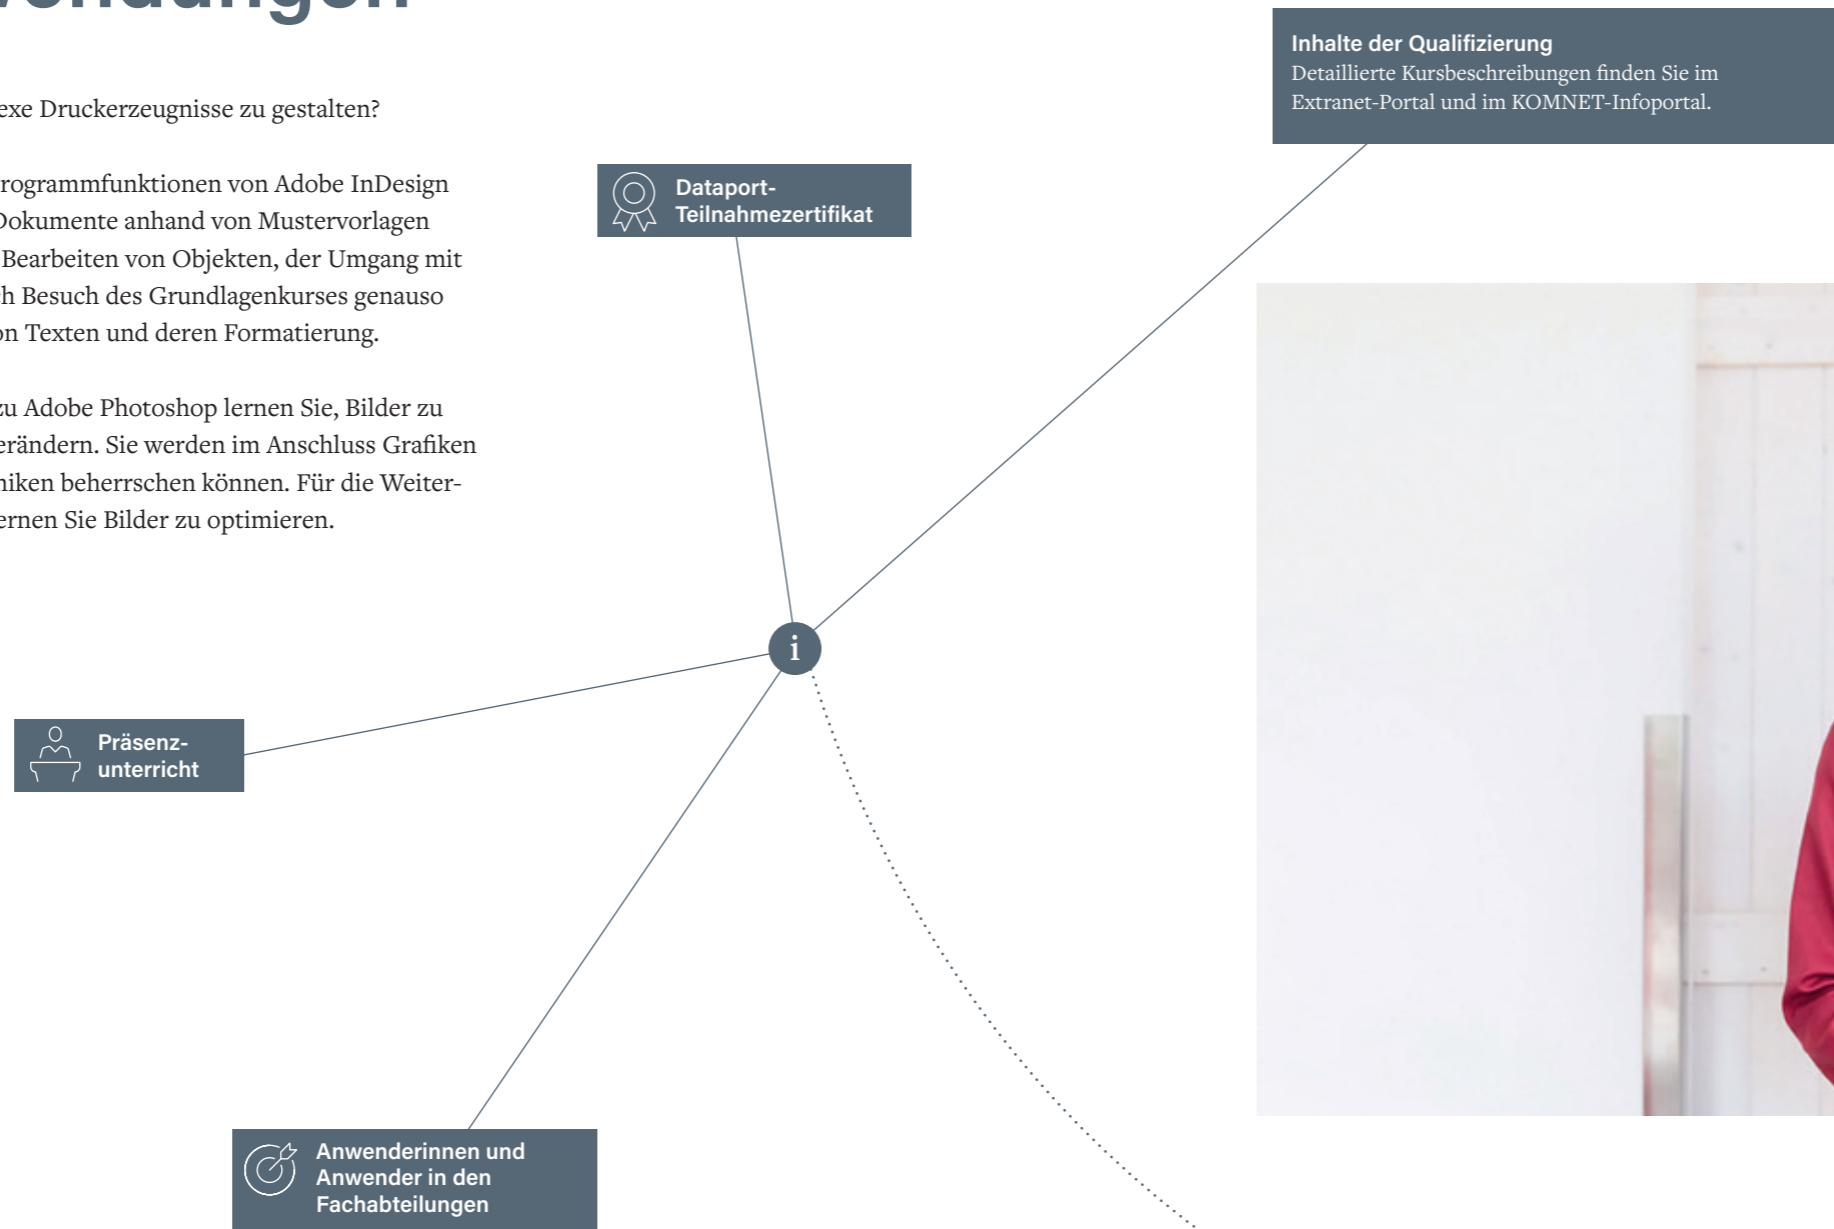 exe Druckerzeugnisse zu gestalten?
rogrammfunktionen von Adobe InDesign
Dokumente anhand von Mustervorlagen
Bearbeiten von Objekten, der Umgang mit
h Besuch des Grundlagenkurses genauso
on Texten und deren Formatierung.
zu Adobe Photoshop lernen Sie, Bilder zu
erändern. Sie werden im Anschluss Grafiken
niken beherrschen können. Für die Weiter-
ernen Sie Bilder zu optimieren.
Inhalte der Qualifizierung
Detaillierte Kursbeschreibungen finden Sie im
Extranet-Portal und im KOMNET-Infoportal.
Dataport-
Teilnahmezertifikat
i
Präsenz-
unterricht
Anwenderinnen und
Anwender in den
Fachabteilungen